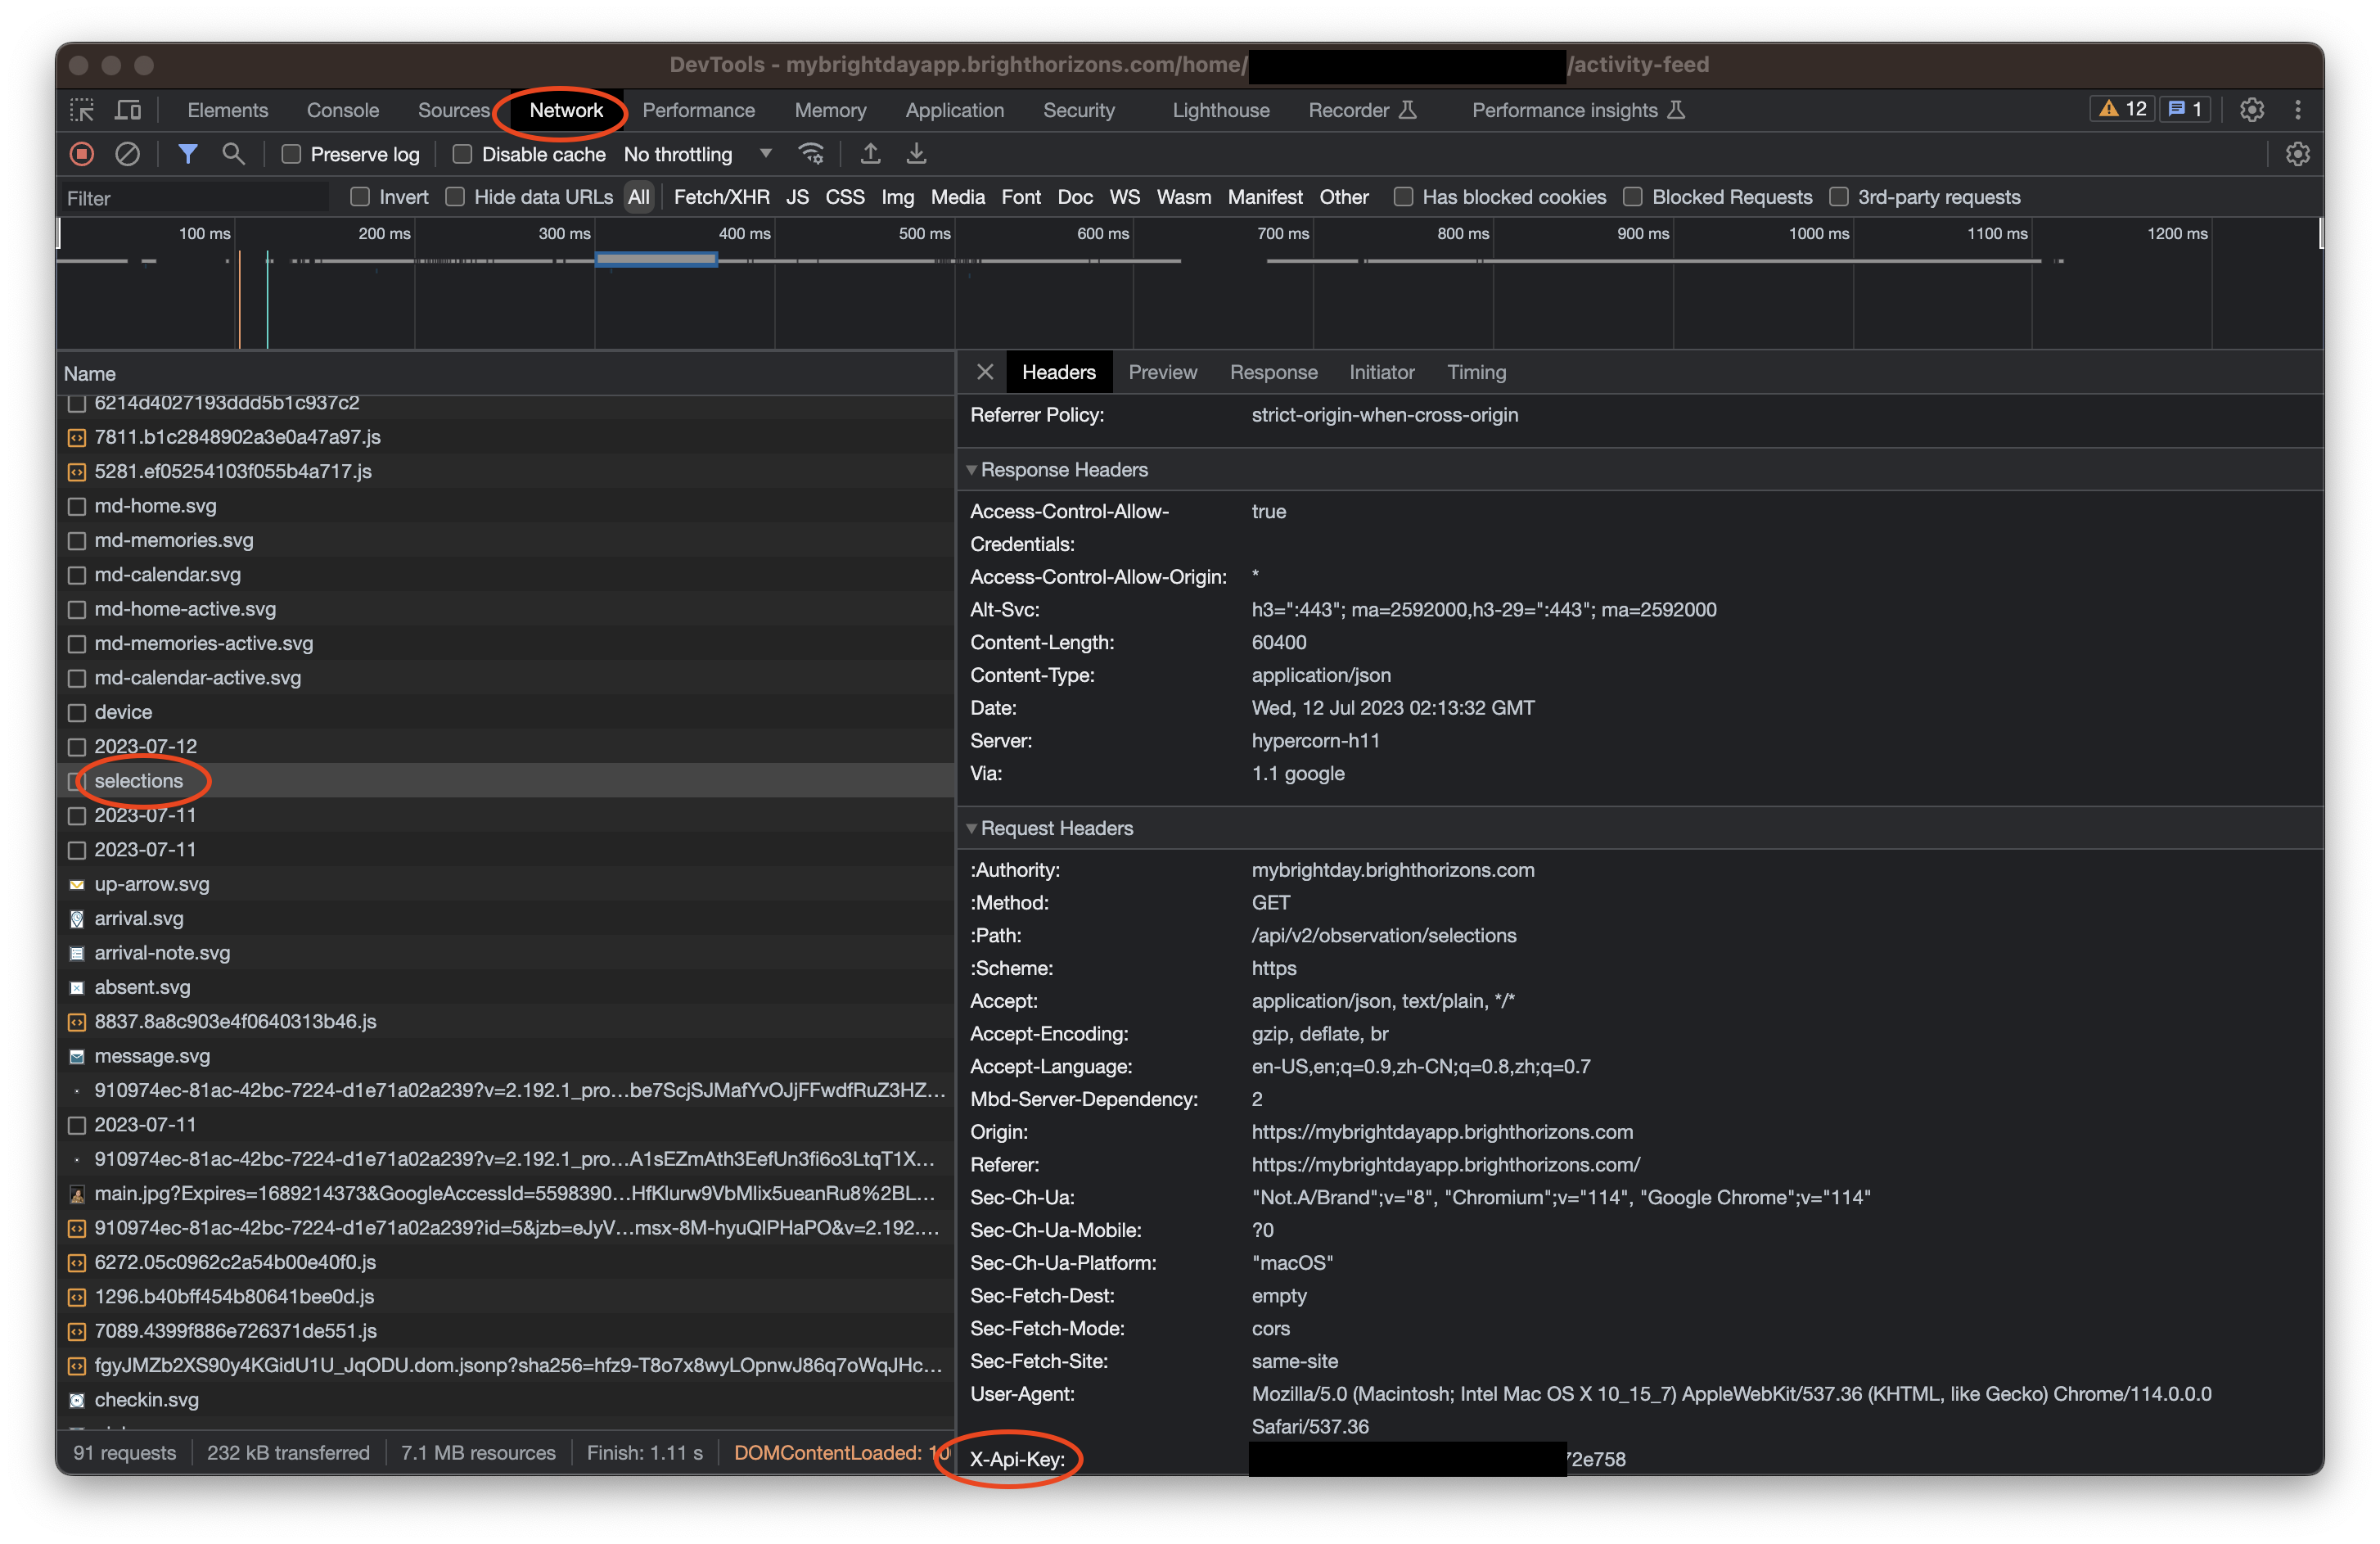 DevTools - mybrightdayapp.brighthorizons.com/home/ /activity-feed
Elements Console Sources Network Performance Memory Application Security Lighthouse Recorder Performance insights 12 1
Preserve log Disable cache No throttling
Filter Invert Hide data URLs All Fetch/XHR JS CSS Img Media Font Doc WS Wasm Manifest Other Has blocked cookies Blocked Requests 3rd-party requests
100 ms 200 ms 300 ms 400 ms 500 ms 600 ms 700 ms 800 ms 900 ms 1000 ms 1100 ms 1200 ms
Name
6214d4027193ddd5b1c937c2
7811.b1c2848902a3e0a47a97.js
5281.ef05254103f055b4a717.js
md-home.svg
md-memories.svg
md-calendar.svg
md-home-active.svg
md-memories-active.svg
md-calendar-active.svg
device
2023-07-12
selections
2023-07-11
2023-07-11
up-arrow.svg
arrival.svg
arrival-note.svg
absent.svg
8837.8a8c903e4f0640313b46.js
message.svg
910974ec-81ac-42bc-7224-d1e71a02a239?v=2.192.1_pro…be7ScjSJMafYvOJjFFwdfRuZ3HZ…
2023-07-11
910974ec-81ac-42bc-7224-d1e71a02a239?v=2.192.1_pro…A1sEZmAth3EefUn3fi6o3LtqT1X…
main.jpg?Expires=1689214373&GoogleAccessId=5598390…HfKlurw9VbMlix5ueanRu8%2BL…
910974ec-81ac-42bc-7224-d1e71a02a239?id=5&jzb=eJyV…msx-8M-hyuQlPHaPO&v=2.192.…
6272.05c0962c2a54b00e40f0.js
1296.b40bff454b80641bee0d.js
7089.4399f886e726371de551.js
fgyJMZb2XS90y4KGidU1U_JqODU.dom.jsonp?sha256=hfz9-T8o7x8wyLOpnwJ86q7oWqJHc…
checkin.svg
91 requests 232 kB transferred 7.1 MB resources Finish: 1.11 s DOMContentLoaded: 10
Headers Preview Response Initiator Timing
Referrer Policy: strict-origin-when-cross-origin
Response Headers
Access-Control-Allow- true
Credentials:
Access-Control-Allow-Origin: *
Alt-Svc: h3=":443"; ma=2592000,h3-29=":443"; ma=2592000
Content-Length: 60400
Content-Type: application/json
Date: Wed, 12 Jul 2023 02:13:32 GMT
Server: hypercorn-h11
Via: 1.1 google
Request Headers
:Authority: mybrightday.brighthorizons.com
:Method: GET
:Path: /api/v2/observation/selections
:Scheme: https
Accept: application/json, text/plain, */*
Accept-Encoding: gzip, deflate, br
Accept-Language: en-US,en;q=0.9,zh-CN;q=0.8,zh;q=0.7
Mbd-Server-Dependency: 2
Origin: https://mybrightdayapp.brighthorizons.com
Referer: https://mybrightdayapp.brighthorizons.com/
Sec-Ch-Ua: "Not.A/Brand";v="8", "Chromium";v="114", "Google Chrome";v="114"
Sec-Ch-Ua-Mobile: ?0
Sec-Ch-Ua-Platform: "macOS"
Sec-Fetch-Dest: empty
Sec-Fetch-Mode: cors
Sec-Fetch-Site: same-site
User-Agent: Mozilla/5.0 (Macintosh; Intel Mac OS X 10_15_7) AppleWebKit/537.36 (KHTML, like Gecko) Chrome/114.0.0.0
Safari/537.36
X-Api-Key: 72e758